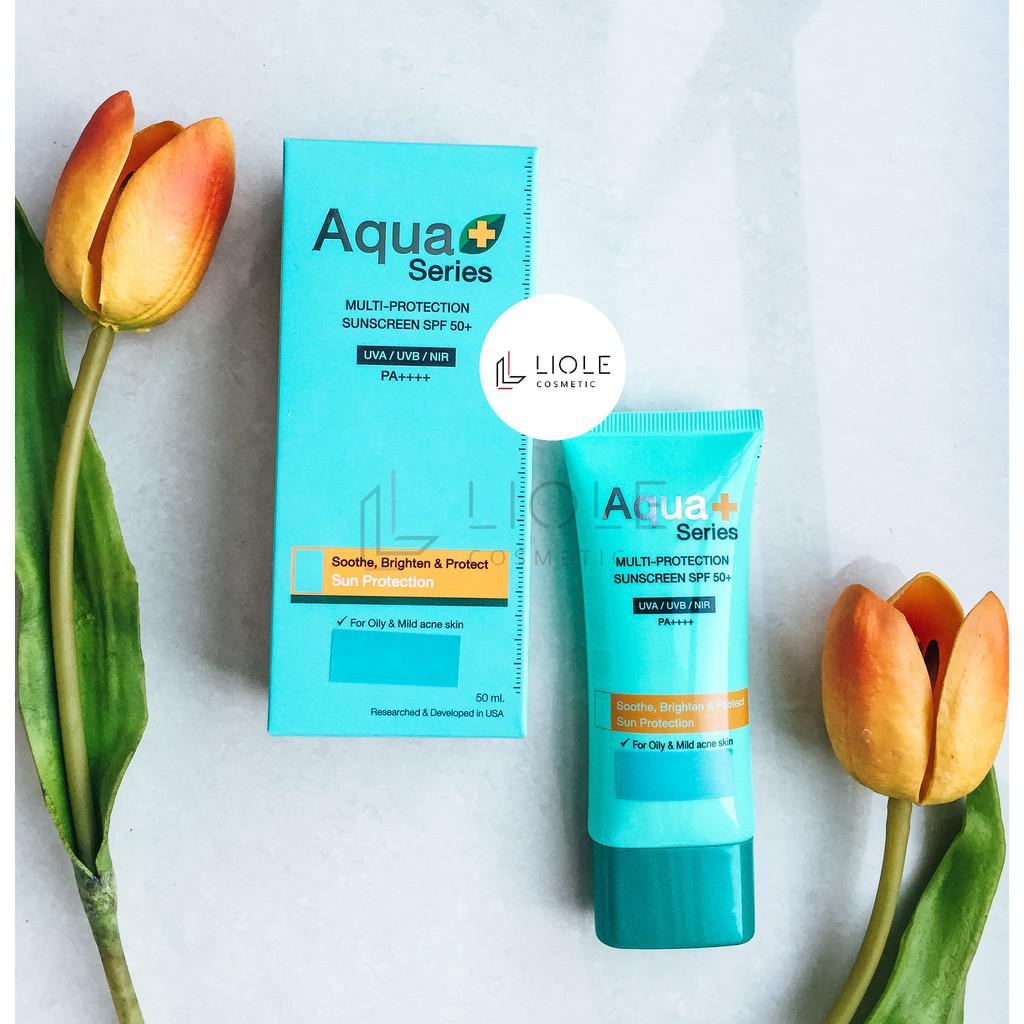 Aqua+
Series
MULTI-PROTECTION
SUNSCREEN SPF 50+
UVA / UVB / NIR
PA++++
Soothe, Brighten & Protect
Sun Protection
✓ For Oily & Mild acne skin
50 ml.
Researched & Developed in USA
LIOLE
COSMETIC
LIOLE
COSMETIC
Aqua+
Series
MULTI-PROTECTION
SUNSCREEN SPF 50+
UVA / UVB / NIR
PA++++
Soothe, Brighten & Protect
Sun Protection
✓ For Oily & Mild acne skin